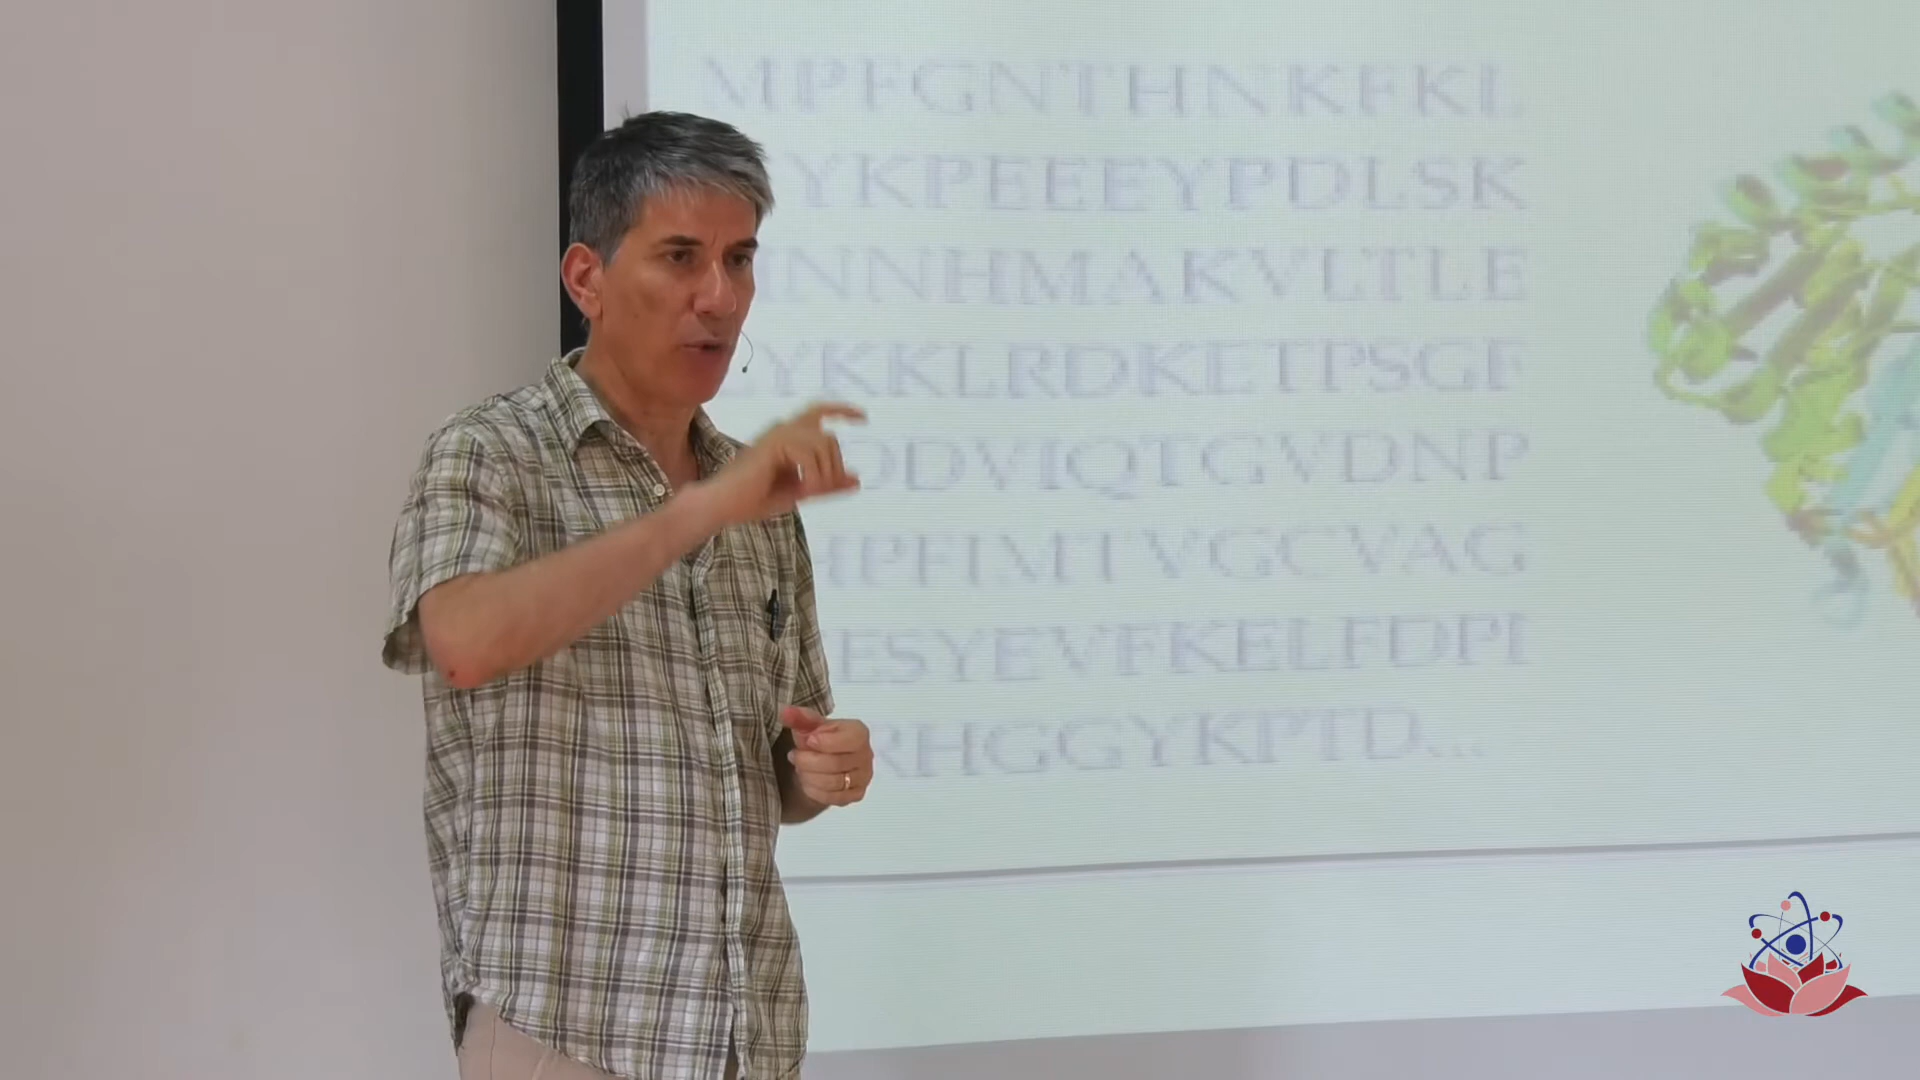 MPFGNTHNKFKL
YKPEEEYPDLSK
NNHMAKVLTLE
YKKLRDKETPSGF
DDVIQTGVDNP
PFIMTVGCVAG
ESYEVFKELFDPI
RHGGYKPTD...